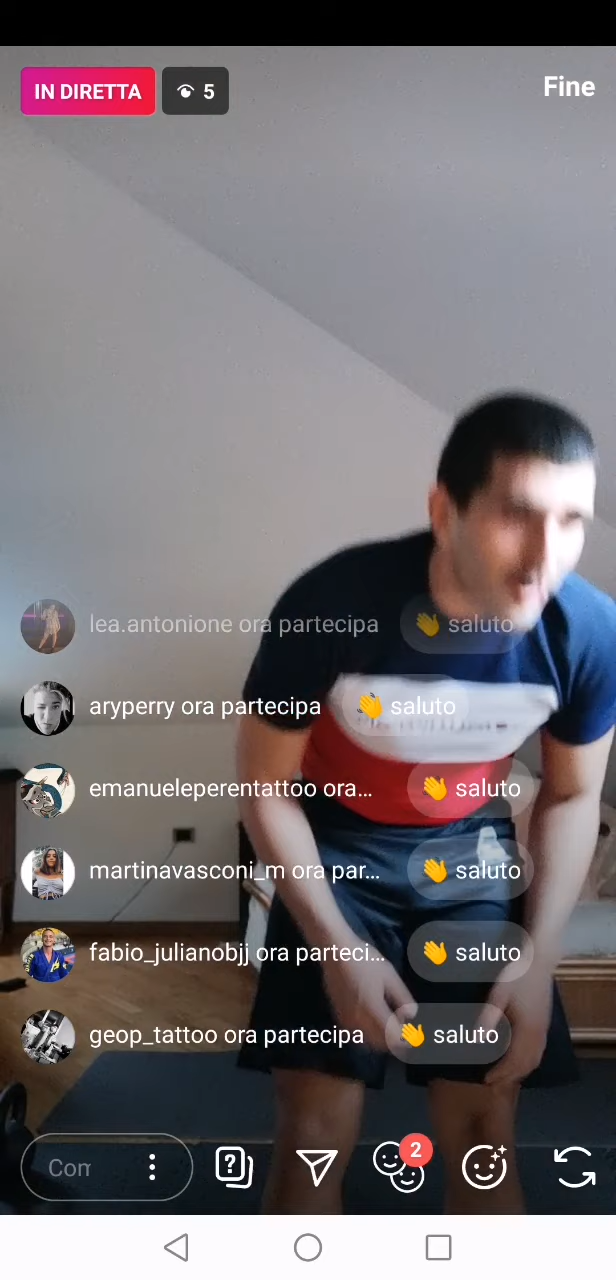 IN DIRETTA
5
Fine
lea.antonione ora partecipa
saluto
aryperry ora partecipa
saluto
emanueleperentattoo ora...
saluto
martinavasconi_m ora par...
saluto
fabio_julianobjj ora parteci...
saluto
geop_tattoo ora partecipa
saluto
Com
2